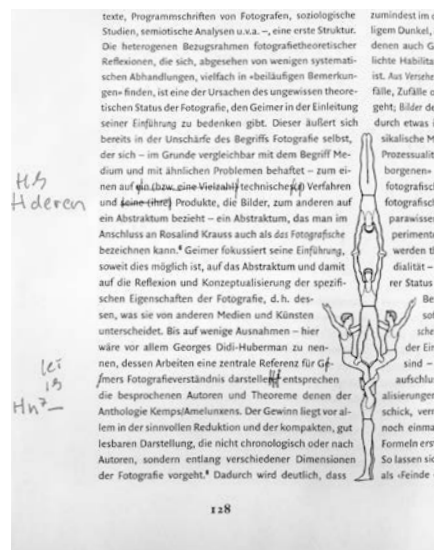 texte, Programmschriften von Fotografen, soziologische
Studien, semiotische Analysen u.v.a. –, eine erste Struktur.
Die heterogenen Bezugsrahmen fotografietheoretischer
Reflexionen, die sich, abgesehen von wenigen systemati-
schen Abhandlungen, vielfach in »beiläufigen Bemerkun-
gen« finden, ist eine der Ursachen des ungewissen theore-
tischen Status der Fotografie, den Geimer in der Einleitung
seiner Einführung zu bedenken gibt. Dieser äußert sich
bereits in der Unschärfe des Begriffs Fotografie selbst,
der sich – im Grunde vergleichbar mit dem Begriff Me-
dium und mit ähnlichen Problemen behaftet – zum ei-
nen auf ein (bzw. eine Vielzahl) technische(s) Verfahren
und keine (ihre) Produkte, die Bilder, zum anderen auf
ein Abstraktum bezieht – ein Abstraktum, das man im
Anschluss an Rosalind Krauss auch als das Fotografische
bezeichnen kann.⁴ Geimer fokussiert seine Einführung,
soweit dies möglich ist, auf das Abstraktum und damit
auf die Reflexion und Konzeptualisierung der spezifi-
schen Eigenschaften der Fotografie, d. h. des-
sen, was sie von anderen Medien und Künsten
unterscheidet. Bis auf wenige Ausnahmen – hier
wäre vor allem Georges Didi-Huberman zu nen-
nen, dessen Arbeiten eine zentrale Referenz für
mers Fotografieverständnis entsprechen
die besprochenen Autoren und Theoreme denen der
Anthologie Kemps/Amelunxens. Der Gewinn liegt vor al-
lem in der sinnvollen Reduktion und der kompakten, gut
lesbaren Darstellung, die nicht chronologisch oder nach
Autoren, sondern entlang verschiedener Dimensionen
der Fotografie vorgeht.⁵ Dadurch wird deutlich, dass
deren
128
zumindest im
ligem Dunkel,
denen auch G
lichte Habilita
ist. Aus Versehe
fälle, Zufälle
geht; Bilder de
durch etwas
sikalische M
Prozessualit
borgenen»
fotografisch
fotografisch
parawisse
perimente
werden th
dialität –
rer Status
Be
sof
sche
der Ein
sind –
aufschlu
alisierungen
schick, verr
noch einma
Formeln erst
So lassen sic
als ›Feinde